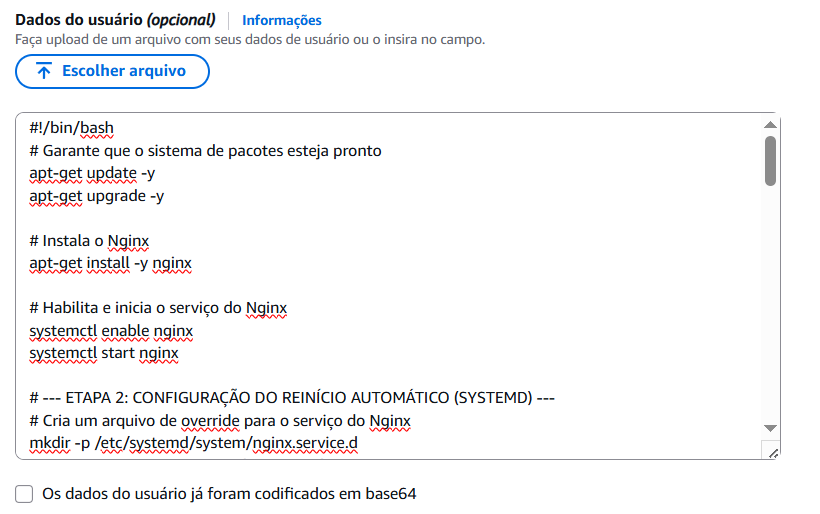 Dados do usuário (opcional) Informações
Faça upload de um arquivo com seus dados de usuário ou o insira no campo.
Escolher arquivo
#!/bin/bash
# Garante que o sistema de pacotes esteja pronto
apt-get update -y
apt-get upgrade -y
# Instala o Nginx
apt-get install -y nginx
# Habilita e inicia o serviço do Nginx
systemctl enable nginx
systemctl start nginx
# --- ETAPA 2: CONFIGURAÇÃO DO REINÍCIO AUTOMÁTICO (SYSTEMD) ---
# Cria um arquivo de override para o serviço do Nginx
mkdir -p /etc/systemd/system/nginx.service.d
Os dados do usuário já foram codificados em base64